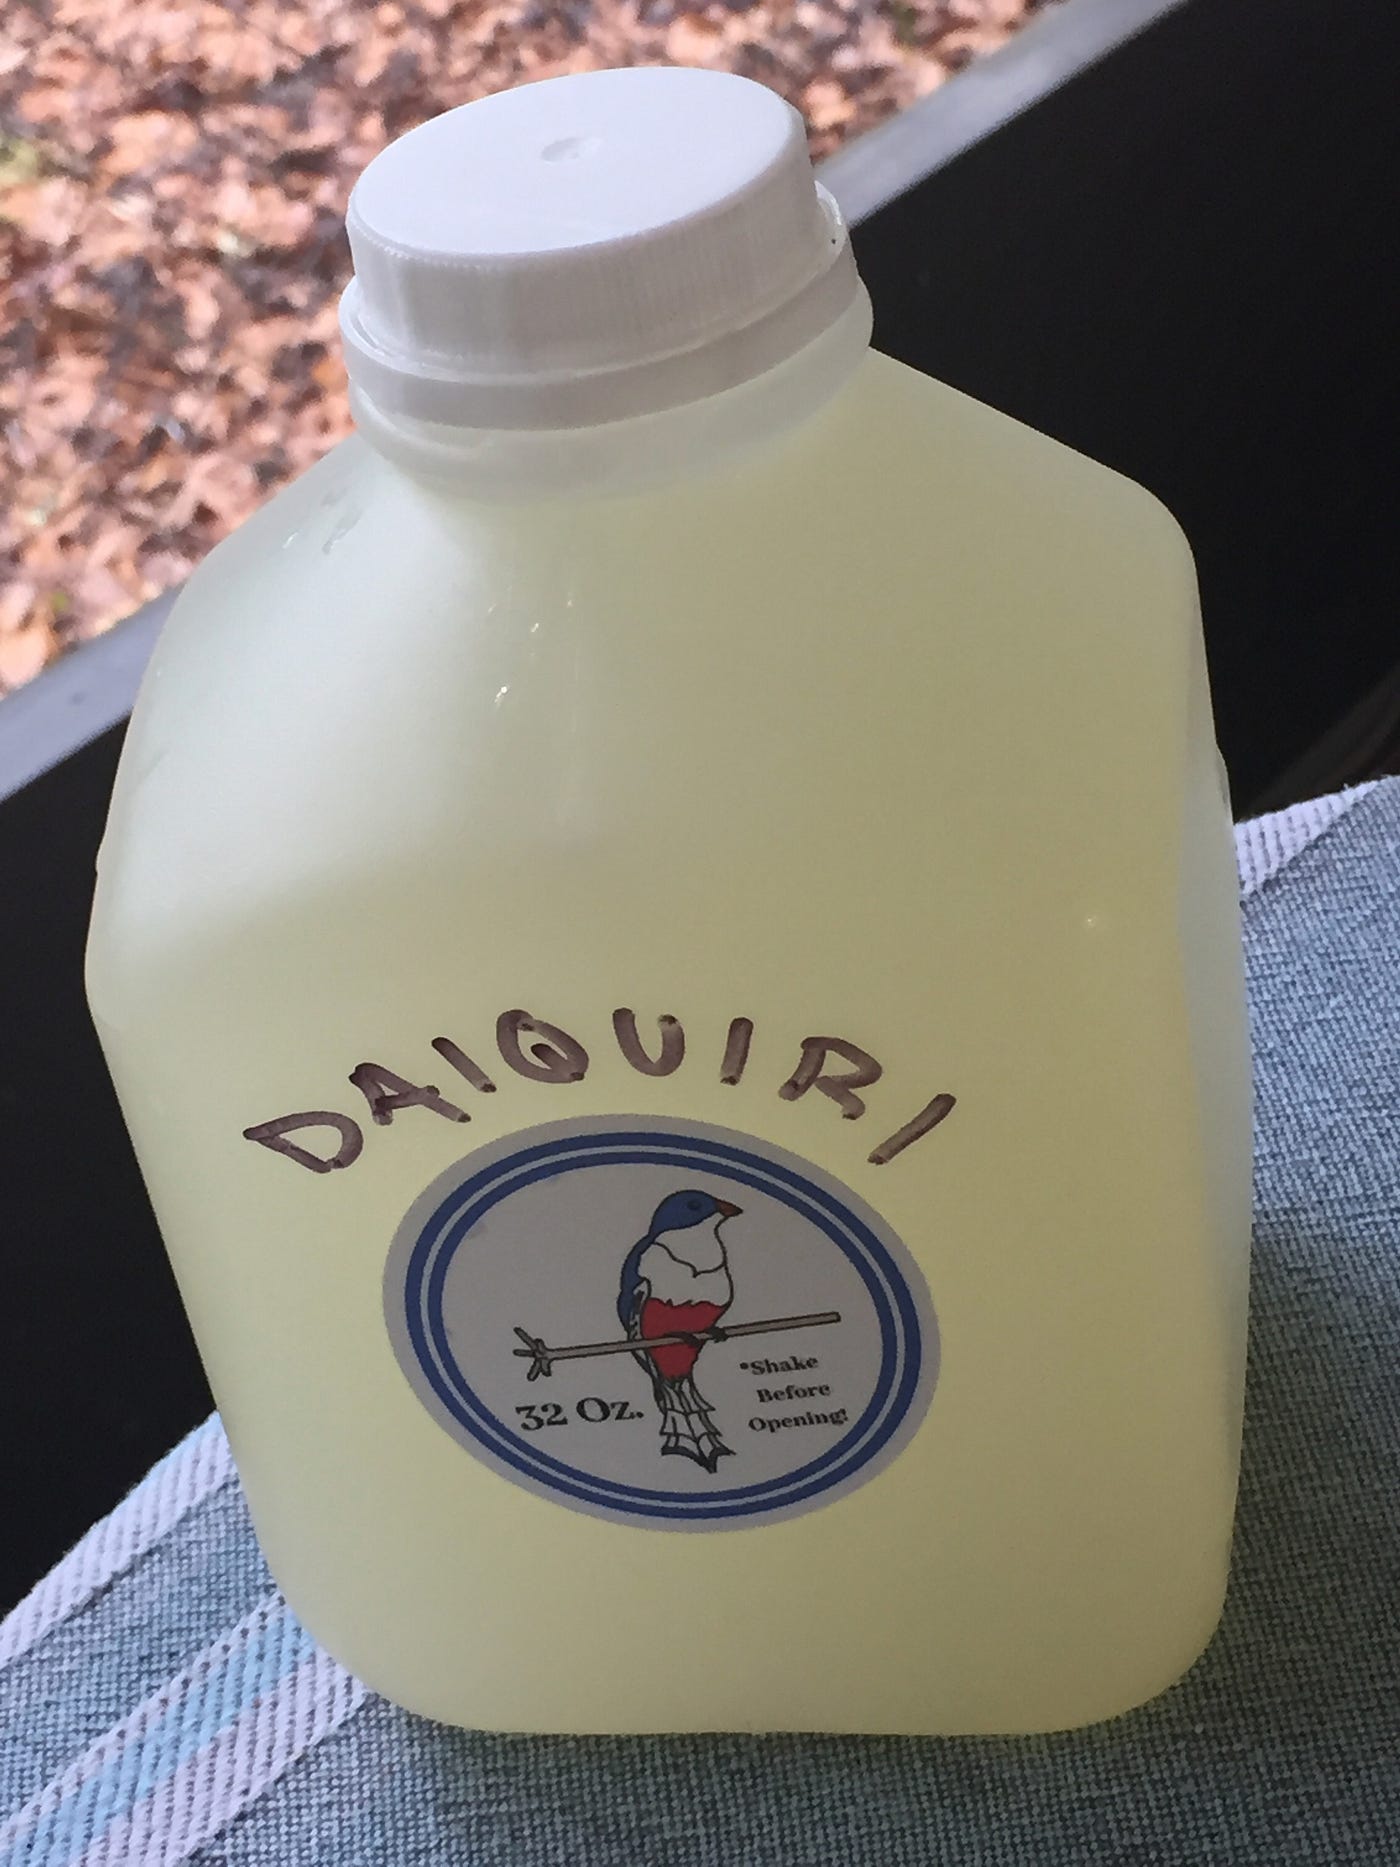 DAIQUIRI
32 Oz.
*Shake
Before
Opening!